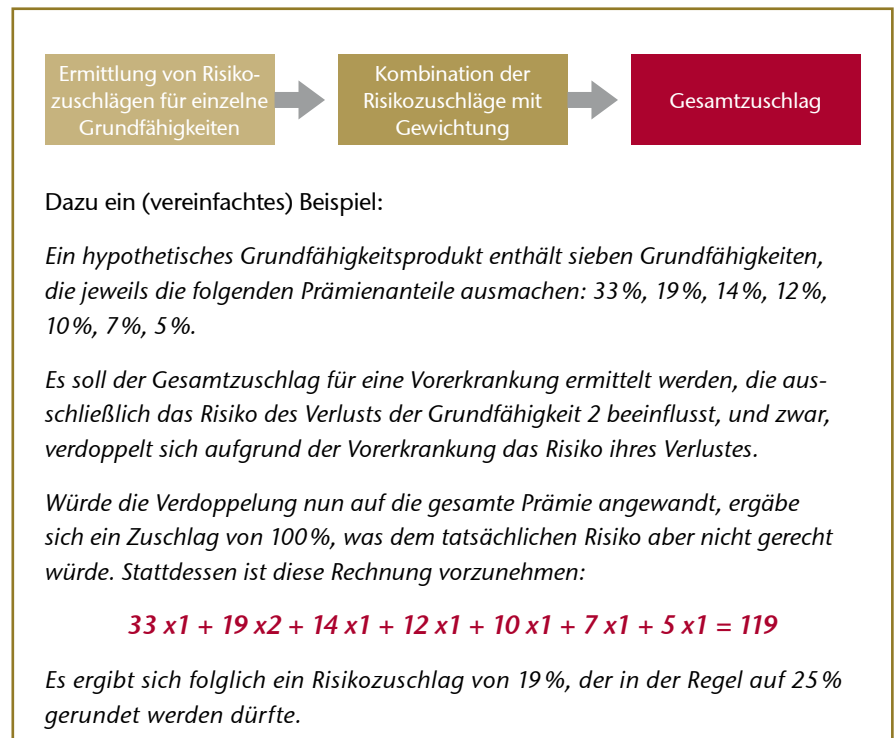 Ermittlung von Risiko-
zuschlägen für einzelne
Grundfähigkeiten
Kombination der
Risikozuschläge mit
Gewichtung
Gesamtzuschlag
Dazu ein (vereinfachtes) Beispiel:
Ein hypothetisches Grundfähigkeitsprodukt enthält sieben Grundfähigkeiten,
die jeweils die folgenden Prämienanteile ausmachen: 33 %, 19 %, 14 %, 12 %,
10 %, 7 %, 5 %.
Es soll der Gesamtzuschlag für eine Vorerkrankung ermittelt werden, die aus-
schließlich das Risiko des Verlusts der Grundfähigkeit 2 beeinflusst, und zwar,
verdoppelt sich aufgrund der Vorerkrankung das Risiko ihres Verlustes.
Würde die Verdoppelung nun auf die gesamte Prämie angewandt, ergäbe
sich ein Zuschlag von 100 %, was dem tatsächlichen Risiko aber nicht gerecht
würde. Stattdessen ist diese Rechnung vorzunehmen:
33 x1 + 19 x2 + 14 x1 + 12 x1 + 10 x1 + 7 x1 + 5 x1 = 119
Es ergibt sich folglich ein Risikozuschlag von 19 %, der in der Regel auf 25 %
gerundet werden dürfte.